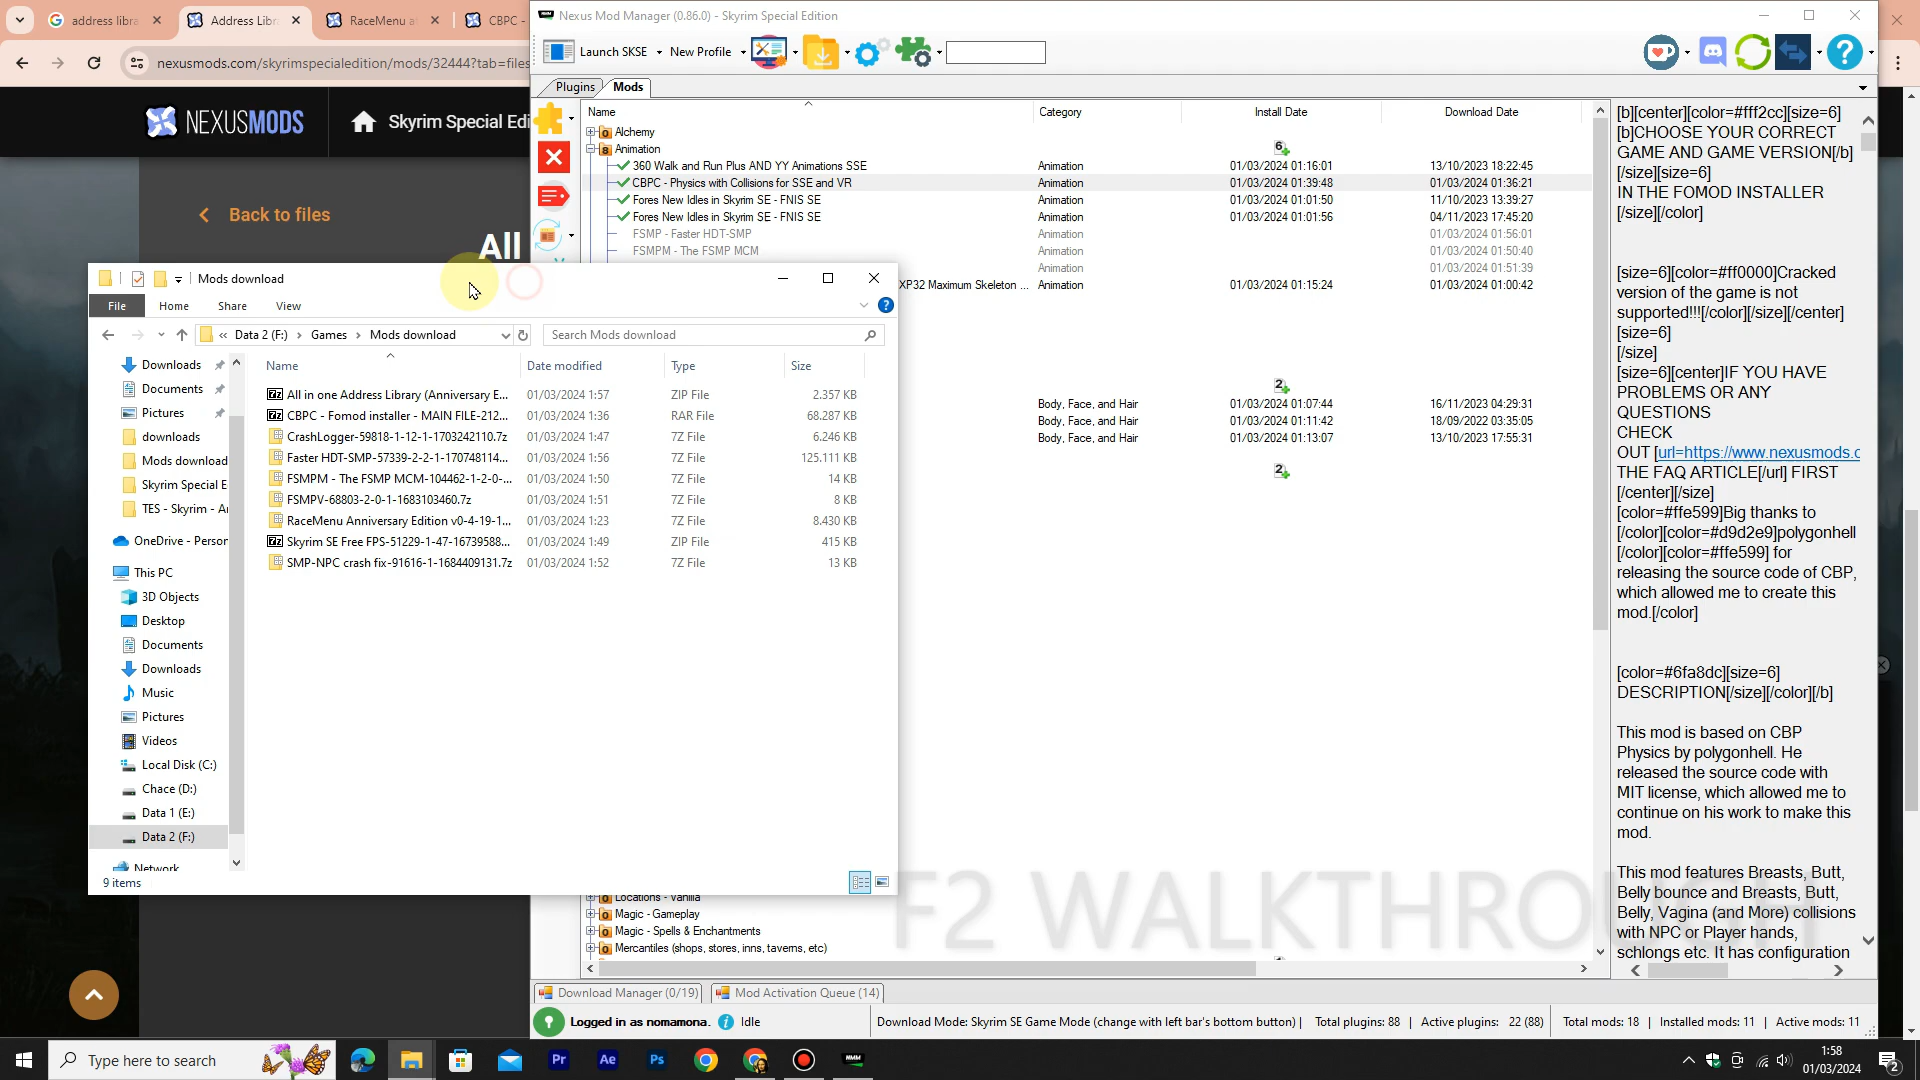 address libra
Address Libr
RaceMenu a
CBPC -
nexusmods.com/skyrimspecialedition/mods/32444?tab=files
NEXUSMODS
Skyrim Special Edi
Back to files
All
Nexus Mod Manager (0.86.0) - Skyrim Special Edition
Launch SKSE
New Profile
Plugins
Mods
Name Category Install Date Download Date
Alchemy
Animation 6
360 Walk and Run Plus AND YY Animations SSE Animation 01/03/2024 01:16:01 13/10/2023 18:22:45
CBPC - Physics with Collisions for SSE and VR Animation 01/03/2024 01:39:48 01/03/2024 01:36:21
Fores New Idles in Skyrim SE - FNIS SE Animation 01/03/2024 01:01:50 11/10/2023 13:39:27
Fores New Idles in Skyrim SE - FNIS SE Animation 01/03/2024 01:01:56 04/11/2023 17:45:20
FSMP - Faster HDT-SMP Animation 01/03/2024 01:56:01
FSMPM - The FSMP MCM Animation 01/03/2024 01:50:40
Animation 01/03/2024 01:51:39
XP32 Maximum Skeleton ... Animation 01/03/2024 01:15:24 01/03/2024 01:00:42
2
Body, Face, and Hair 01/03/2024 01:07:44 16/11/2023 04:29:31
Body, Face, and Hair 01/03/2024 01:11:42 18/09/2022 03:35:05
Body, Face, and Hair 01/03/2024 01:13:07 13/10/2023 17:55:31
2
Locations - Vanilla
Magic - Gameplay
Magic - Spells & Enchantments
Mercantiles (shops, stores, inns, taverns, etc)
[b][center][color=#fff2cc][size=6]
[b]CHOOSE YOUR CORRECT
GAME AND GAME VERSION[/b]
[/size][size=6]
IN THE FOMOD INSTALLER
[/size][/color]
[size=6][color=#ff0000]Cracked
version of the game is not
supported!!![/color][/size][/center]
[size=6]
[/size]
[size=6][center]IF YOU HAVE
PROBLEMS OR ANY
QUESTIONS
CHECK
OUT [url=https://www.nexusmods.c
THE FAQ ARTICLE[/url] FIRST
[/center][/size]
[color=#ffe599]Big thanks to
[/color][color=#d9d2e9]polygonhell
[/color][color=#ffe599] for
releasing the source code of CBP,
which allowed me to create this
mod.[/color]
[color=#6fa8dc][size=6]
DESCRIPTION[/size][/color][/b]
This mod is based on CBP
Physics by polygonhell. He
released the source code with
MIT license, which allowed me to
continue on his work to make this
mod.
This mod features Breasts, Butt,
Belly bounce and Breasts, Butt,
Belly, Vagina (and More) collisions
with NPC or Player hands,
schlongs etc. It has configuration
Mods download
File Home Share View
Data 2 (F:) Games Mods download
Search Mods download
Downloads
Documents
Pictures
downloads
Mods download
Skyrim Special E
TES - Skyrim - A
OneDrive - Person
This PC
3D Objects
Desktop
Documents
Downloads
Music
Pictures
Videos
Local Disk (C:)
Chace (D:)
Data 1 (E:)
Data 2 (F:)
Network
Name Date modified Type Size
All in one Address Library (Anniversary E... 01/03/2024 1:57 ZIP File 2.357 KB
CBPC - Fomod installer - MAIN FILE-212... 01/03/2024 1:36 RAR File 68.287 KB
CrashLogger-59818-1-12-1-1703242110.7z 01/03/2024 1:47 7Z File 6.246 KB
Faster HDT-SMP-57339-2-2-1-170748114... 01/03/2024 1:56 7Z File 125.111 KB
FSMPM - The FSMP MCM-104462-1-2-0-... 01/03/2024 1:50 7Z File 14 KB
FSMPV-68803-2-0-1-1683103460.7z 01/03/2024 1:51 7Z File 8 KB
RaceMenu Anniversary Edition v0-4-19-1... 01/03/2024 1:23 7Z File 8.430 KB
Skyrim SE Free FPS-51229-1-47-16739588... 01/03/2024 1:49 ZIP File 415 KB
SMP-NPC crash fix-91616-1-1684409131.7z 01/03/2024 1:52 7Z File 13 KB
9 items
F2 WALKTHROUGH
Download Manager (0/19)
Mod Activation Queue (14)
Logged in as nomamona.
Idle
Download Mode: Skyrim SE Game Mode (change with left bar's bottom button) | Total plugins: 88 | Active plugins: 22 (88) | Total mods: 18 | Installed mods: 11 | Active mods: 11
Type here to search
Pr
Ae
Ps
NMM
1:58
01/03/2024
2